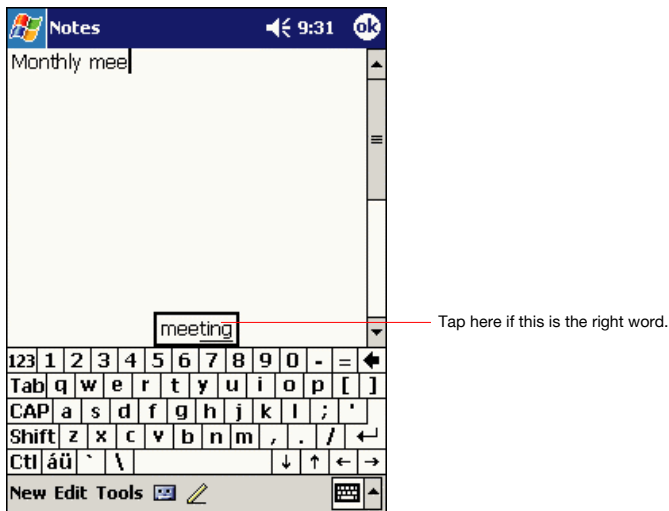 Notes 9:31 ok
Monthly mee
meeting
Tap here if this is the right word.
123 1 2 3 4 5 6 7 8 9 0 - = ←
Tab q w e r t y u i o p [ ]
CAP a s d f g h j k l ; '
Shift z x c v b n m , . / ↵
Ctl áü ` \ ↓ ↑ ← →
New Edit Tools